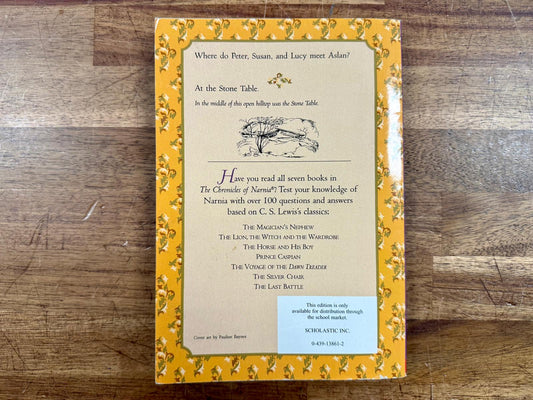 Where do Peter, Susan, and Lucy meet Aslan?
At the Stone Table.
In the middle of this open hilltop was the Stone Table.
Have you read all seven books in
The Chronicles of Narnia®? Test your knowledge of
Narnia with over 100 questions and answers
based on C. S. Lewis's classics:
THE MAGICIAN'S NEPHEW
THE LION, THE WITCH AND THE WARDROBE
THE HORSE AND HIS BOY
PRINCE CASPIAN
THE VOYAGE OF THE DAWN TREADER
THE SILVER CHAIR
THE LAST BATTLE
This edition is only
available for distribution through
the school market.
SCHOLASTIC INC.
0-439-13861-2
Cover art by Pauline Baynes